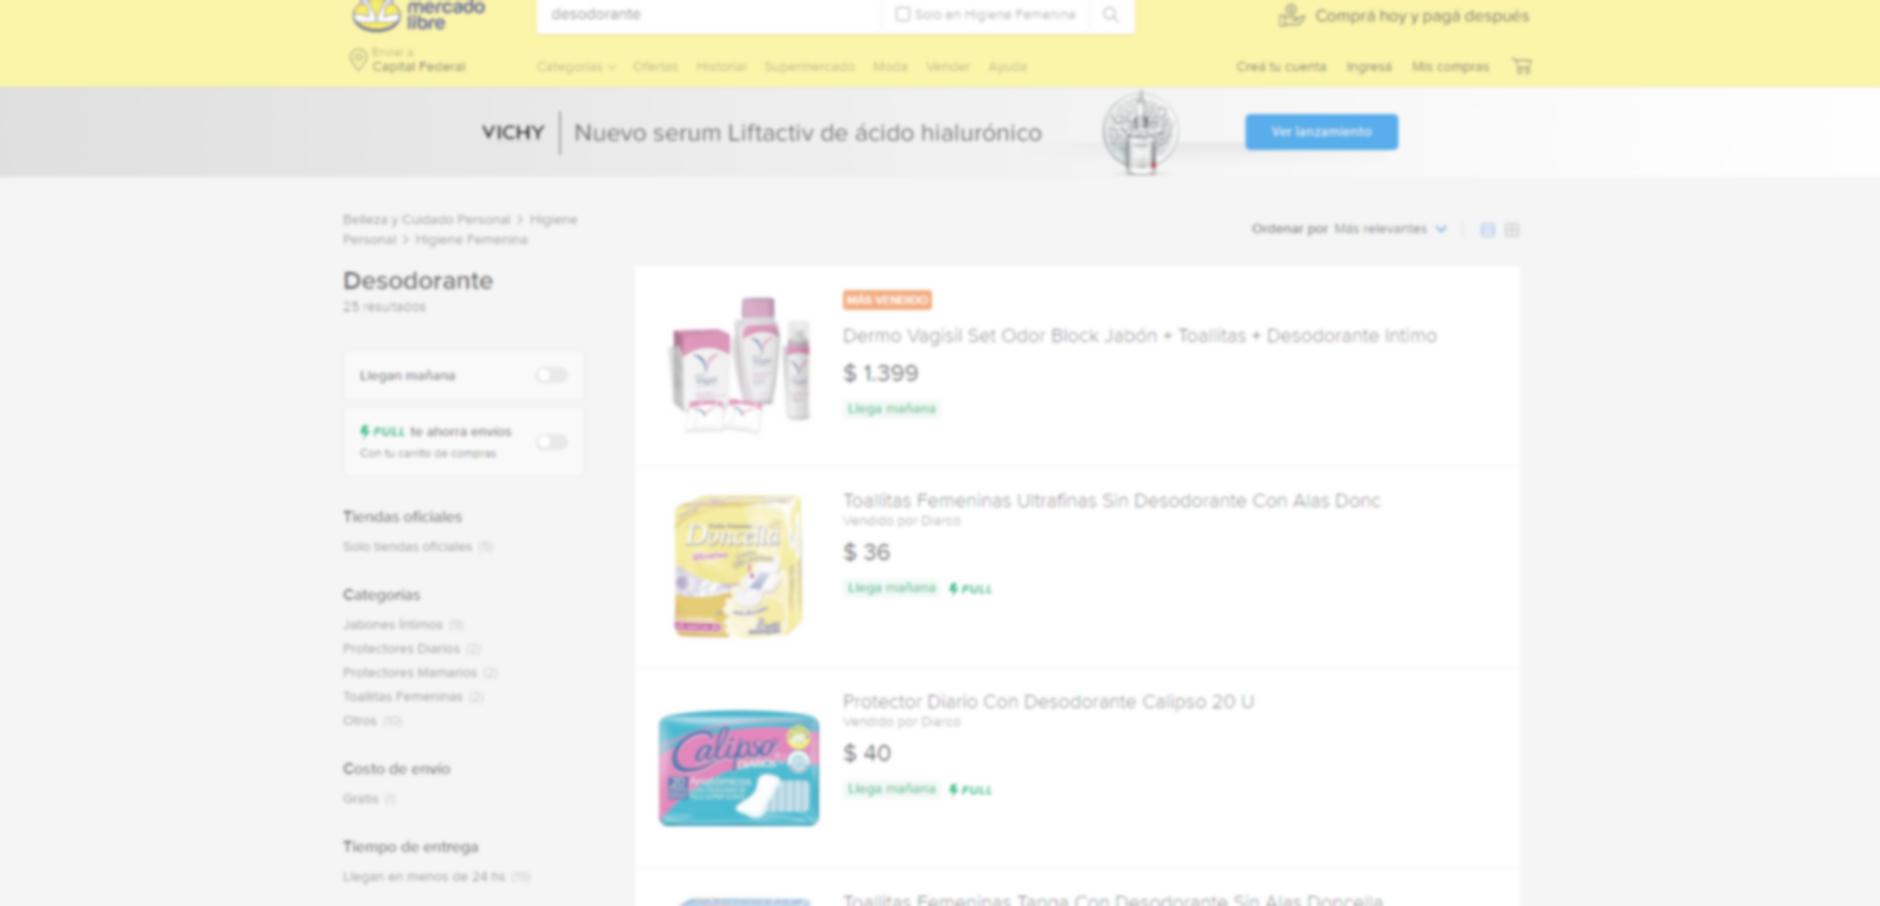 mercado
libre
desodorante
Solo en Higiene Femenina
Comprá hoy y pagá después
Enviar a
Capital Federal
Categorías Ofertas Historial Supermercado Moda Vender Ayuda
Creá tu cuenta Ingresá Mis compras
VICHY Nuevo serum Liftactiv de ácido hialurónico
Ver lanzamiento
Belleza y Cuidado Personal > Higiene
Personal > Higiene Femenina
Ordenar por Más relevantes
Desodorante
25 resultados
Llegan mañana
FULL te ahorra envíos
Con tu carrito de compras
Tiendas oficiales
Solo tiendas oficiales (5)
Categorías
Jabones Íntimos (9)
Protectores Diarios (2)
Protectores Mamarios (2)
Toallitas Femeninas (2)
Otros (10)
Costo de envío
Gratis (1)
Tiempo de entrega
Llegan en menos de 24 hs
MÁS VENDIDO
Dermo Vagisil Set Odor Block Jabón + Toallitas + Desodorante Intimo
$ 1.399
Llega mañana
Doncella
Toallitas Femeninas Ultrafinas Sin Desodorante Con Alas Donc
Vendido por Diarco
$ 36
Llega mañana FULL
Calipso
DIARIOS
20
Protector Diario Con Desodorante Calipso 20 U
Vendido por Diarco
$ 40
Llega mañana FULL
Toallitas Femeninas Tanga Con Desodorante Sin Alas Doncella